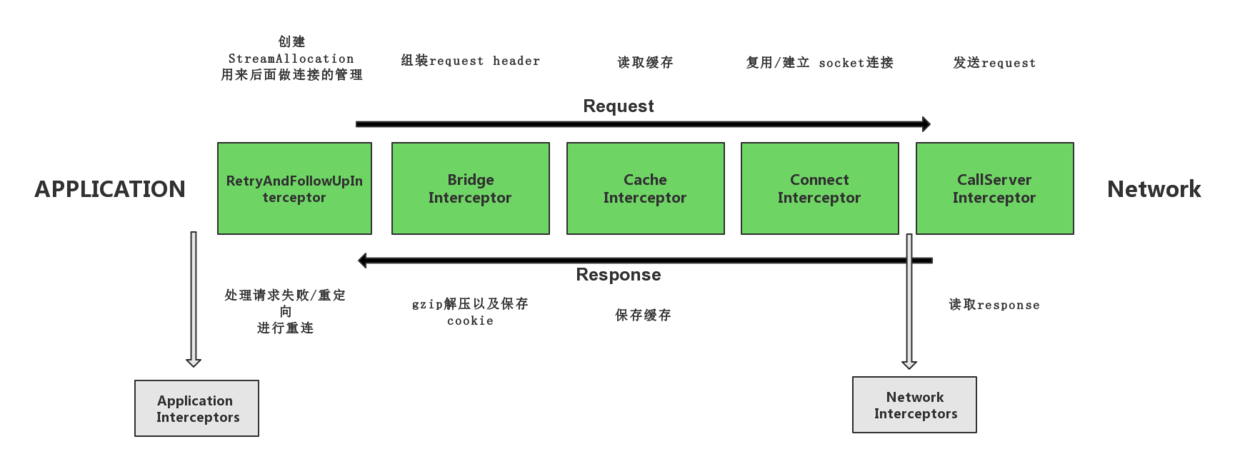 创建
StreamAllocation
用来后面做连接的管理
组装request header
读取缓存
复用/建立 socket连接
发送request
Request
APPLICATION
RetryAndFollowUpIn
terceptor
Bridge
Interceptor
Cache
Interceptor
Connect
Interceptor
CallServer
Interceptor
Network
Response
处理请求失败/重定
向
进行重连
gzip解压以及保存
cookie
保存缓存
读取response
Application
Interceptors
Network
Interceptors